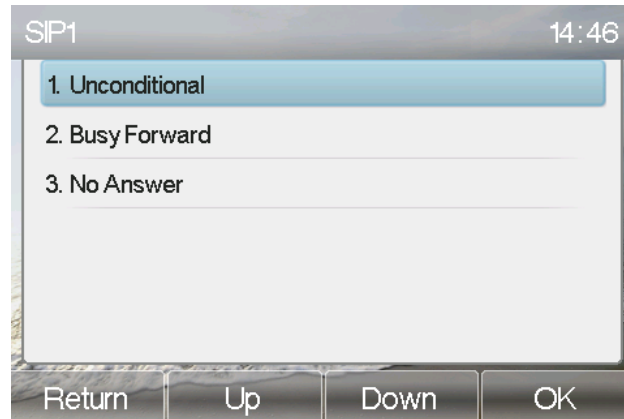 SIP1 14:46
1. Unconditional
2. Busy Forward
3. No Answer
Return Up Down OK